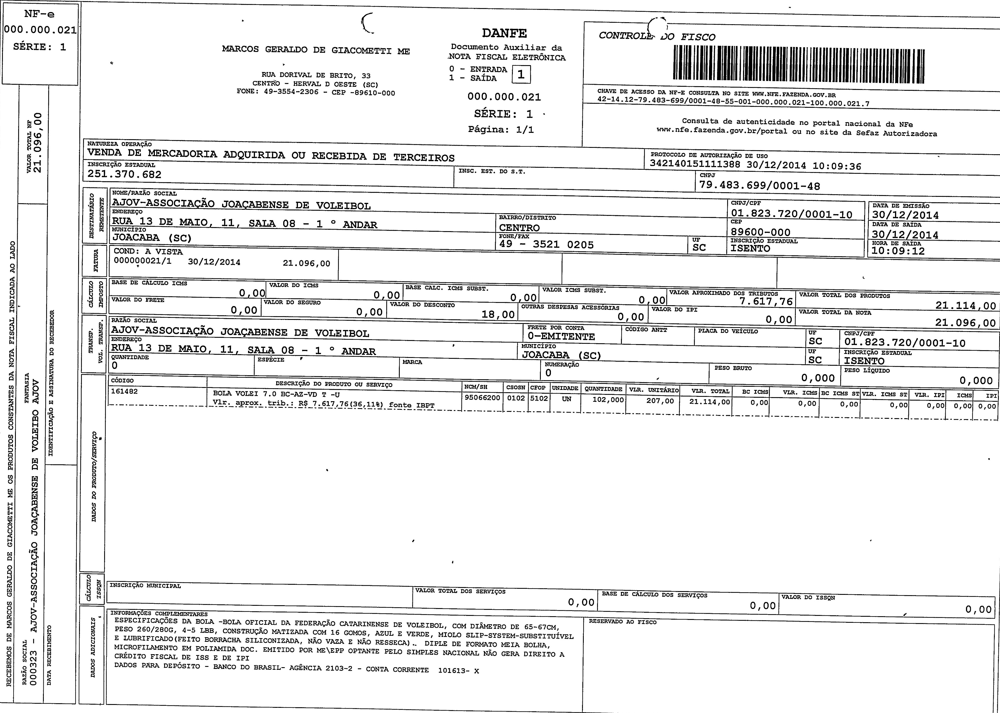 NF-e
000.000.021
SÉRIE: 1
VALOR TOTAL NF
21.096,00
RECEBEMOS DE MARCOS GERALDO DE GIACOMETTI ME OS PRODUTOS CONSTANTES DA NOTA FISCAL INDICADA AO LADO
RAZÃO SOCIAL FANTASIA
000323 - AJOV-ASSOCIAÇÃO JOAÇABENSE DE VOLEIBO AJOV
DATA RECEBIMENTO IDENTIFICAÇÃO E ASSINATURA DO RECEBEDOR
MARCOS GERALDO DE GIACOMETTI ME
RUA DORIVAL DE BRITO, 33
CENTRO - HERVAL D OESTE (SC)
FONE: 49-3554-2306 - CEP -89610-000
DANFE
Documento Auxiliar da
NOTA FISCAL ELETRÔNICA
0 - ENTRADA
1 - SAÍDA 1
000.000.021
SÉRIE: 1
Página: 1/1
CONTROLE DO FISCO
CHAVE DE ACESSO DA NF-E CONSULTA NO SITE WWW.NFE.FAZENDA.GOV.BR
42-14.12-79.483-699/0001-48-55-001-000.000.021-100.000.021.7
Consulta de autenticidade no portal nacional da NFe
www.nfe.fazenda.gov.br/portal ou no site da Sefaz Autorizadora
NATUREZA OPERAÇÃO
VENDA DE MERCADORIA ADQUIRIDA OU RECEBIDA DE TERCEIROS
PROTOCOLO DE AUTORIZAÇÃO DE USO
342140151111388 30/12/2014 10:09:36
INSCRIÇÃO ESTADUAL
251.370.682
INSC. EST. DO S.T.
CNPJ
79.483.699/0001-48
DESTINATÁRIO
REMETENTE
NOME/RAZÃO SOCIAL
AJOV-ASSOCIAÇÃO JOAÇABENSE DE VOLEIBOL
CNPJ/CPF
01.823.720/0001-10
DATA DE EMISSÃO
30/12/2014
ENDEREÇO
RUA 13 DE MAIO, 11, SALA 08 - 1 º ANDAR
BAIRRO/DISTRITO
CENTRO
CEP
89600-000
DATA DE SAÍDA
30/12/2014
MUNICÍPIO
JOACABA (SC)
FONE/FAX
49 - 3521 0205
UF
SC
INSCRIÇÃO ESTADUAL
ISENTO
HORA DE SAÍDA
10:09:12
FATURA
COND: A VISTA
000000021/1 30/12/2014 21.096,00
CÁLCULO
IMPOSTO
BASE DE CÁLCULO ICMS
0,00
VALOR DO ICMS
0,00
BASE CALC. ICMS SUBST.
0,00
VALOR ICMS SUBST.
0,00
VALOR APROXIMADO DOS TRIBUTOS
7.617,76
VALOR TOTAL DOS PRODUTOS
21.114,00
VALOR DO FRETE
0,00
VALOR DO SEGURO
0,00
VALOR DO DESCONTO
18,00
OUTRAS DESPESAS ACESSÓRIAS
0,00
VALOR DO IPI
0,00
VALOR TOTAL DA NOTA
21.096,00
TRANSP.
VOL. TRANSP.
RAZÃO SOCIAL
AJOV-ASSOCIAÇÃO JOAÇABENSE DE VOLEIBOL
FRETE POR CONTA
0-EMITENTE
CÓDIGO ANTT
PLACA DO VEÍCULO
UF
SC
CNPJ/CPF
01.823.720/0001-10
ENDEREÇO
RUA 13 DE MAIO, 11, SALA 08 - 1 º ANDAR
MUNICÍPIO
JOACABA (SC)
UF
SC
INSCRIÇÃO ESTADUAL
ISENTO
QUANTIDADE
0
ESPÉCIE
MARCA
NUMERAÇÃO
0
PESO BRUTO
0,000
PESO LÍQUIDO
0,000
DADOS DO PRODUTO/SERVIÇO
CÓDIGO DESCRIÇÃO DO PRODUTO OU SERVIÇO NCM/SH CSOSN CFOP UNIDADE QUANTIDADE VLR. UNITÁRIO VLR. TOTAL BC ICMS VLR. ICMS BC ICMS ST VLR. ICMS ST VLR. IPI ICMS IPI
161482 BOLA VOLEI 7.0 BC-AZ-VD T -U 95066200 0102 5102 UN 102,000 207,00 21.114,00 0,00 0,00 0,00 0,00 0,00 0,00 0,00
Vlr. aprox. trib.: R$ 7.617,76(36,11%) fonte IBPT
CÁLCULO
ISSQN
INSCRIÇÃO MUNICIPAL
VALOR TOTAL DOS SERVIÇOS
0,00
BASE DE CÁLCULO DOS SERVIÇOS
0,00
VALOR DO ISSQN
0,00
DADOS ADICIONAIS
INFORMAÇÕES COMPLEMENTARES
ESPECIFICAÇÕES DA BOLA -BOLA OFICIAL DA FEDERAÇÃO CATARINENSE DE VOLEIBOL, COM DIÂMETRO DE 65-67CM,
PESO 260/280G, 4-5 LBB, CONSTRUÇÃO MATIZADA COM 16 GOMOS, AZUL E VERDE, MIOLO SLIP-SYSTEM-SUBSTITUÍVEL
E LUBRIFICADO(FEITO BORRACHA SILICONIZADA, NÃO VAZA E NÃO RESSECA).. DIPLE DE FORMATO MEIA BOLHA,
MICROFILAMENTO EM POLIAMIDA DOC. EMITIDO POR ME\EPP OPTANTE PELO SIMPLES NACIONAL NÃO GERA DIREITO A
CRÉDITO FISCAL DE ISS E DE IPI
DADOS PARA DEPÓSITO - BANCO DO BRASIL- AGÊNCIA 2103-2 - CONTA CORRENTE 101613- X
RESERVADO AO FISCO